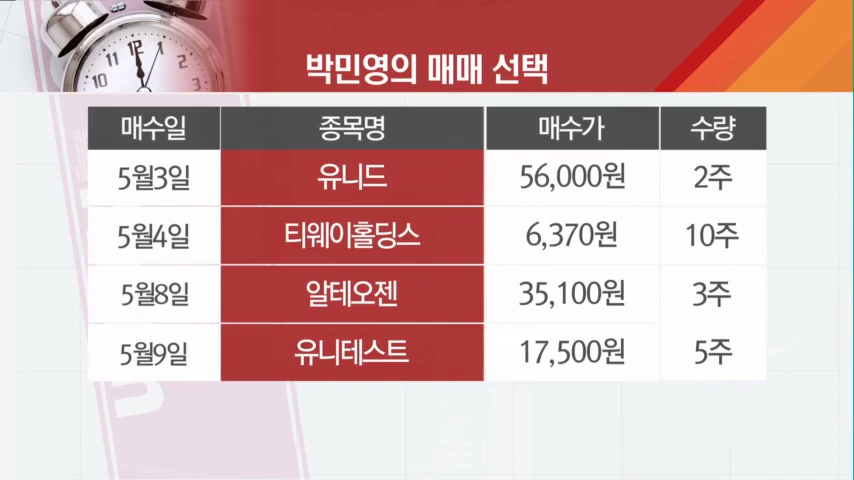 박민영의 매매 선택
매수일 종목명 매수가 수량
5월3일 유니드 56,000원 2주
5월4일 티웨이홀딩스 6,370원 10주
5월8일 알테오젠 35,100원 3주
5월9일 유니테스트 17,500원 5주